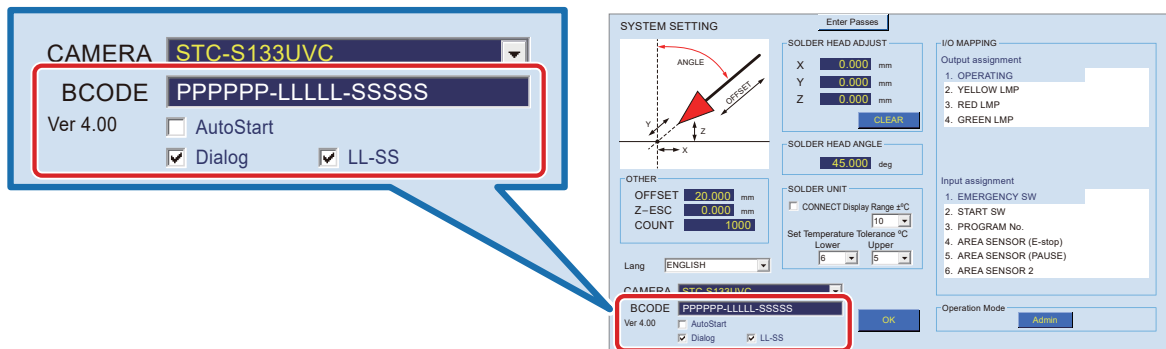 CAMERA STC-S133UVC
BCODE PPPPPP-LLLLL-SSSSS
Ver 4.00 AutoStart
Dialog LL-SS
SYSTEM SETTING
Enter Passes
ANGLE
OFFSET
Y
Z
X
SOLDER HEAD ADJUST
X 0.000 mm
Y 0.000 mm
Z 0.000 mm
CLEAR
SOLDER HEAD ANGLE
45.000 deg
OTHER
OFFSET 20.000 mm
Z-ESC 0.000 mm
COUNT 1000
SOLDER UNIT
CONNECT Display Range ±ºC
10
Set Temperature Tolerance ºC
Lower Upper
6 5
Lang ENGLISH
CAMERA STC-S133UVC
BCODE PPPPPP-LLLLL-SSSSS
Ver 4.00 AutoStart
Dialog LL-SS
OK
I/O MAPPING
Output assignment
1. OPERATING
2. YELLOW LMP
3. RED LMP
4. GREEN LMP
Input assignment
1. EMERGENCY SW
2. START SW
3. PROGRAM No.
4. AREA SENSOR (E-stop)
5. AREA SENSOR (PAUSE)
6. AREA SENSOR 2
Operation Mode
Admin